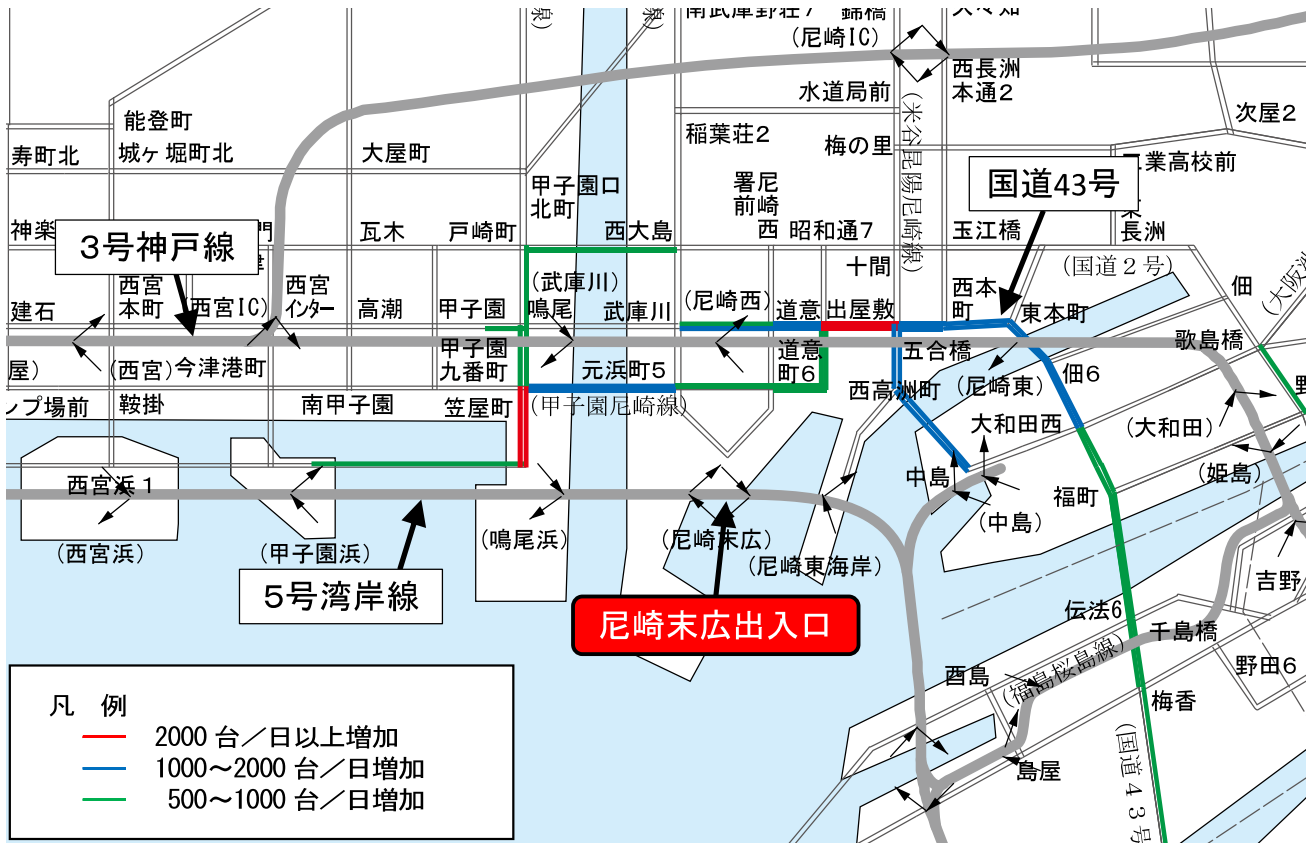 線）
南武庫野荘7
錦橋
（尼崎IC）
西長洲
本通2
水道局前
能登町
次屋2
稲葉荘2
梅の里
（米谷昆陽尼崎線）
寿町北
城ヶ堀町北
大屋町
業高校前
国道43号
甲子園口
北町
尼崎
署前
西
神楽
門
3号神戸線
瓦木
戸崎町
西大島
昭和通7
玉江橋
長洲
（国道２号）
十間
（武庫川）
（尼崎西）
西宮
本町
（西宮IC）
西宮
インター
建石
高潮
甲子園
鳴尾
武庫川
道意
出屋敷
西本
町
東本町
佃
（大阪池
歌島橋
屋）
（西宮）
今津港町
甲子園
九番町
元浜町５
道意
町6
五合橋
西高洲町
（尼崎東）
佃6
ンプ場前
鞍掛
南甲子園
笠屋町
（甲子園尼崎線）
大和田西
（大和田）
野
西宮浜１
中島
福町
（姫島）
（中島）
（西宮浜）
（甲子園浜）
（鳴尾浜）
（尼崎末広）
（尼崎東海岸）
吉野
5号湾岸線
尼崎末広出入口
伝法6
千島橋
野田６
酉島
（福島桜島線）
梅香
島屋
（国道４３号
凡　例
2000 台／日以上増加
1000～2000 台／日増加
500～1000 台／日増加